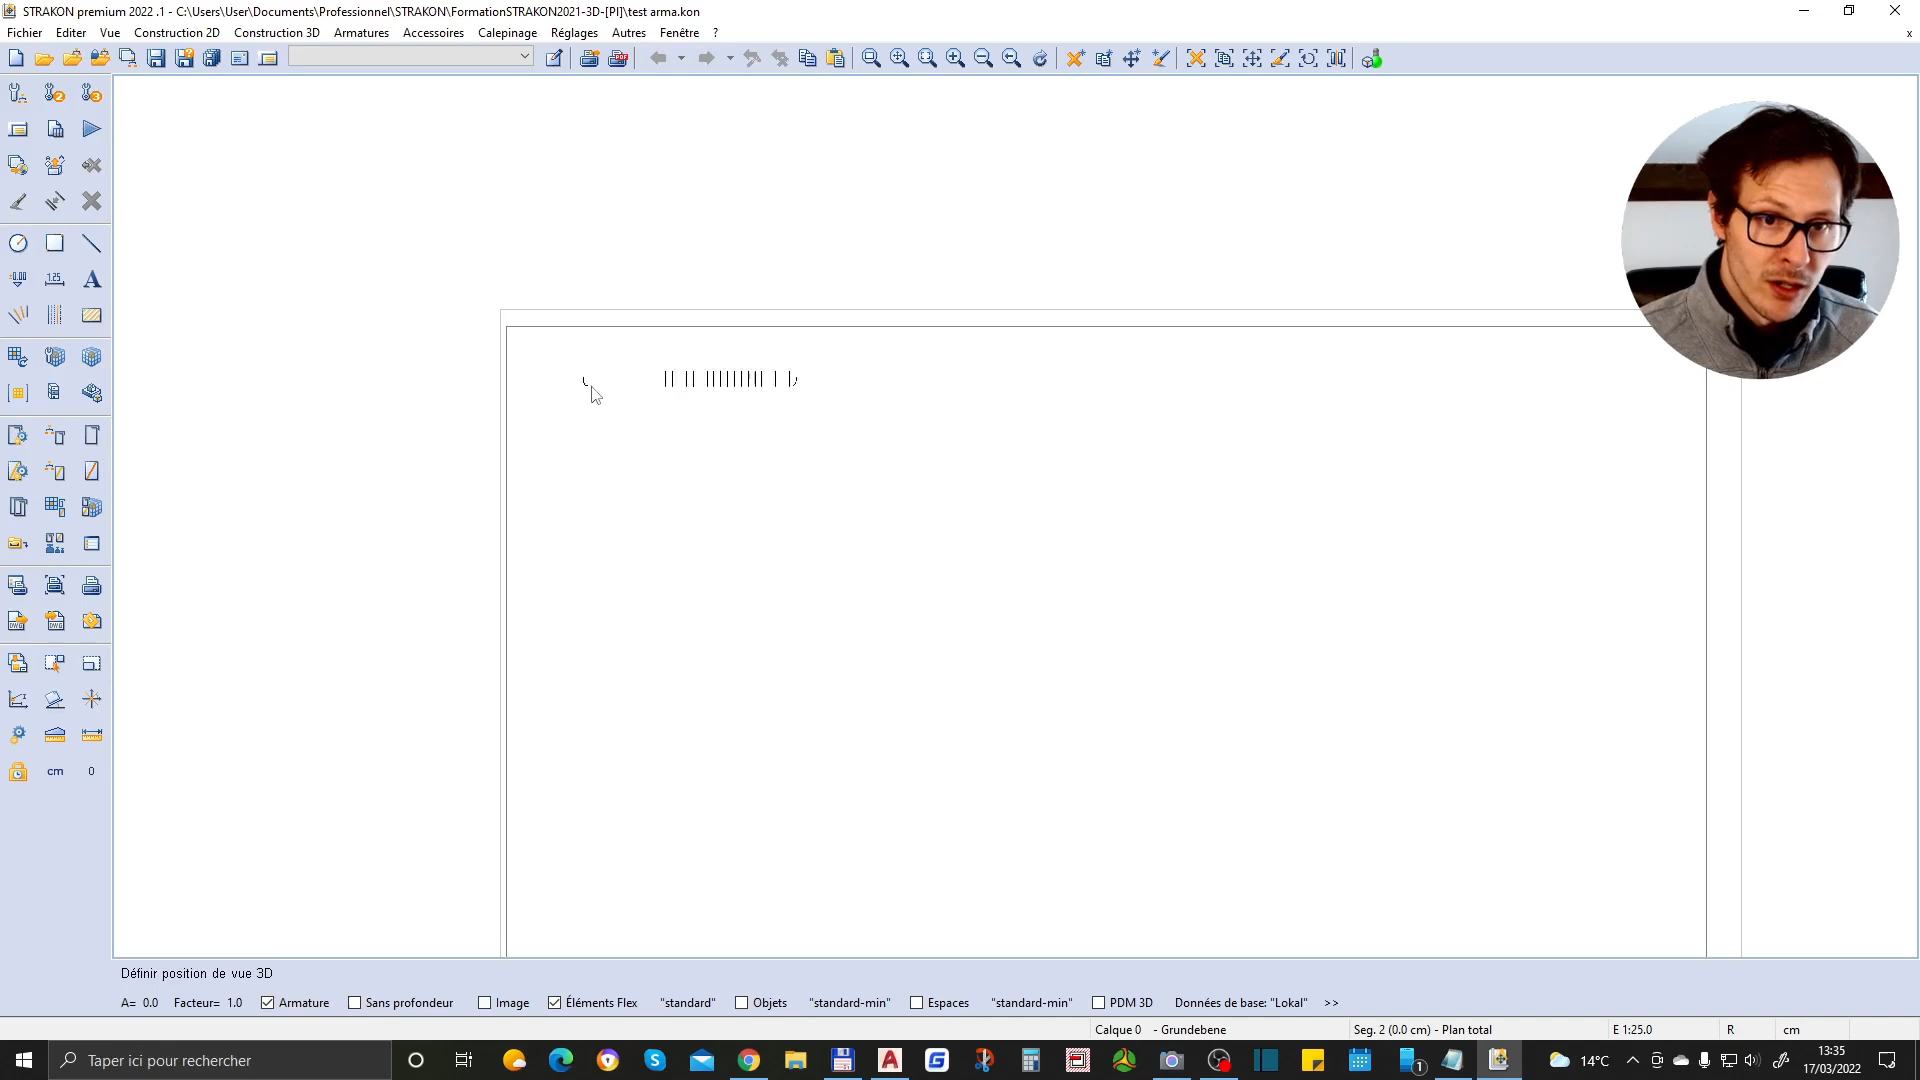 STRAKON premium 2022 .1 - C:\Users\User\Documents\Professionnel\STRAKON\FormationSTRAKON2021-3D-[PI]\test arma.kon
Fichier Editer Vue Construction 2D Construction 3D Armatures Accessoires Calepinage Réglages Autres Fenêtre ?
cm 0
Définir position de vue 3D
A= 0.0 Facteur= 1.0 Armature Sans profondeur Image Éléments Flex "standard" Objets "standard-min" Espaces "standard-min" PDM 3D Données de base: "Lokal" >>
Calque 0 - Grundebene Seg. 2 (0.0 cm) - Plan total E 1:25.0 R cm
Taper ici pour rechercher 14°C 13:35
17/03/2022